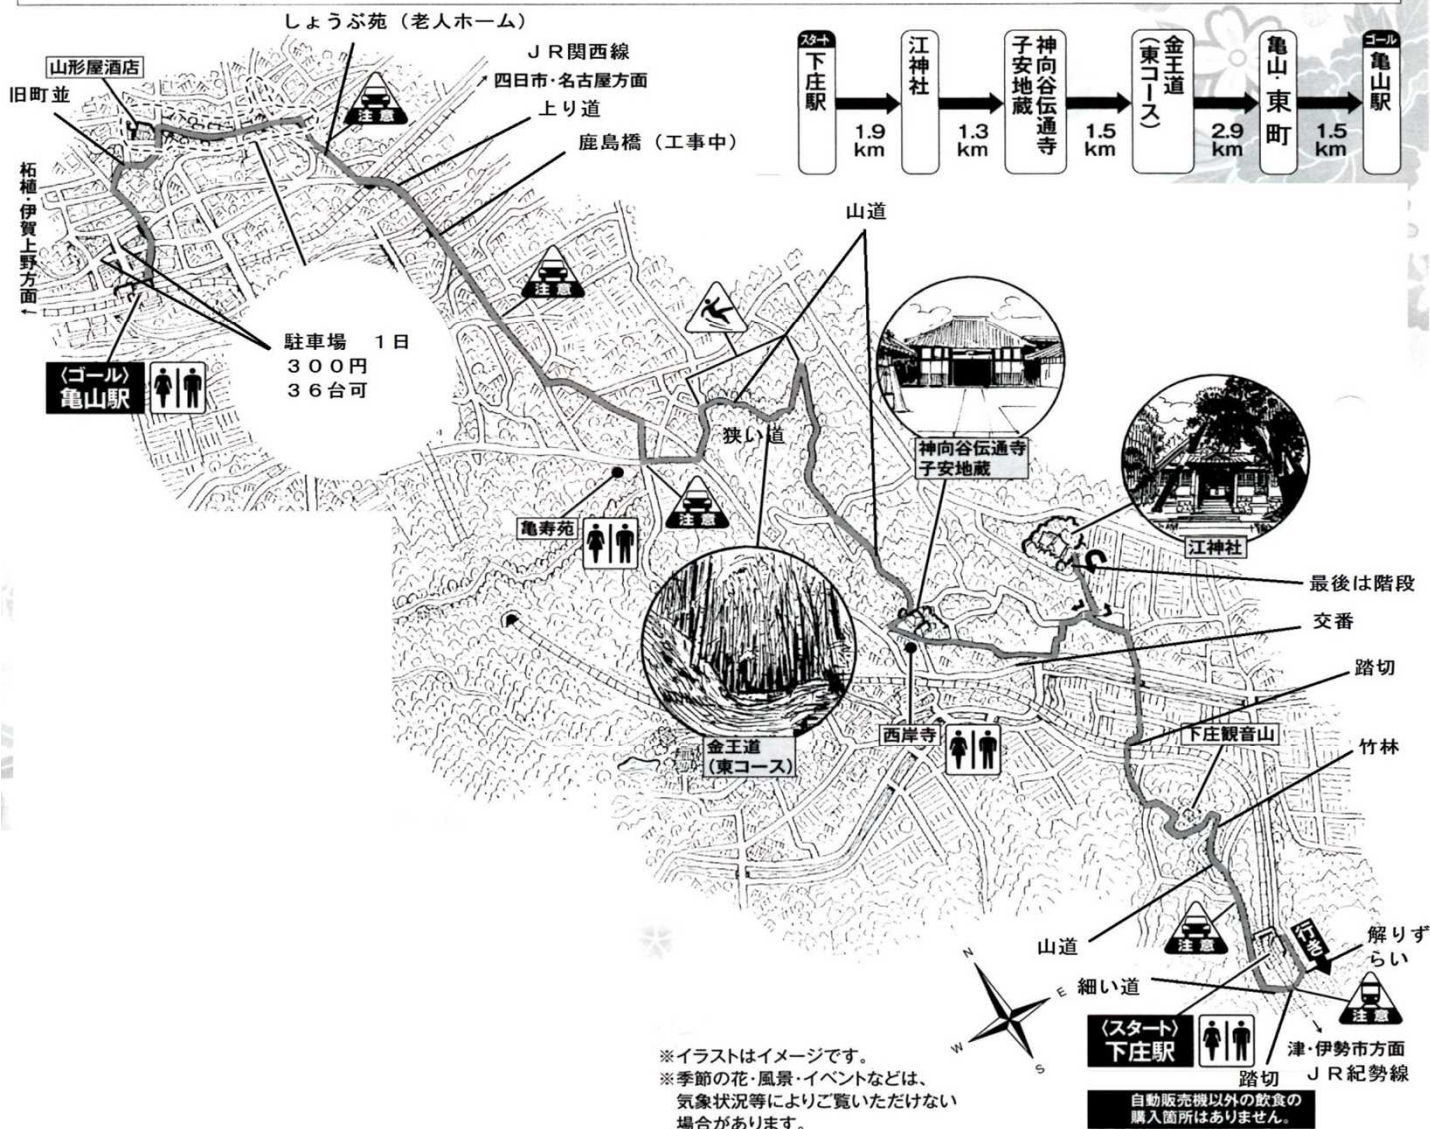 スタート
下庄駅
1.9
km
江神社
1.3
km
神向谷伝通寺
子安地蔵
1.5
km
金王道
（東コース）
2.9
km
亀山・東町
1.5
km
ゴール
亀山駅
しょうぶ苑（老人ホーム）
ＪＲ関西線
四日市・名古屋方面
山形屋酒店
旧町並
注意
上り道
鹿島橋（工事中）
柘植・伊賀上野方面
山道
注意
駐車場　１日
３００円
３６台可
〈ゴール〉
亀山駅
狭い道
神向谷伝通寺
子安地蔵
江神社
亀寿苑
注意
最後は階段
交番
踏切
西岸寺
下庄観音山
金王道
（東コース）
竹林
山道
注意
行き
解りず
らい
細い道
注意
N
E
W
S
〈スタート〉
下庄駅
津・伊勢市方面
ＪＲ紀勢線
踏切
自動販売機以外の飲食の
購入箇所はありません。
※イラストはイメージです。
※季節の花・風景・イベントなどは、
気象状況等によりご覧いただけない
場合があります。